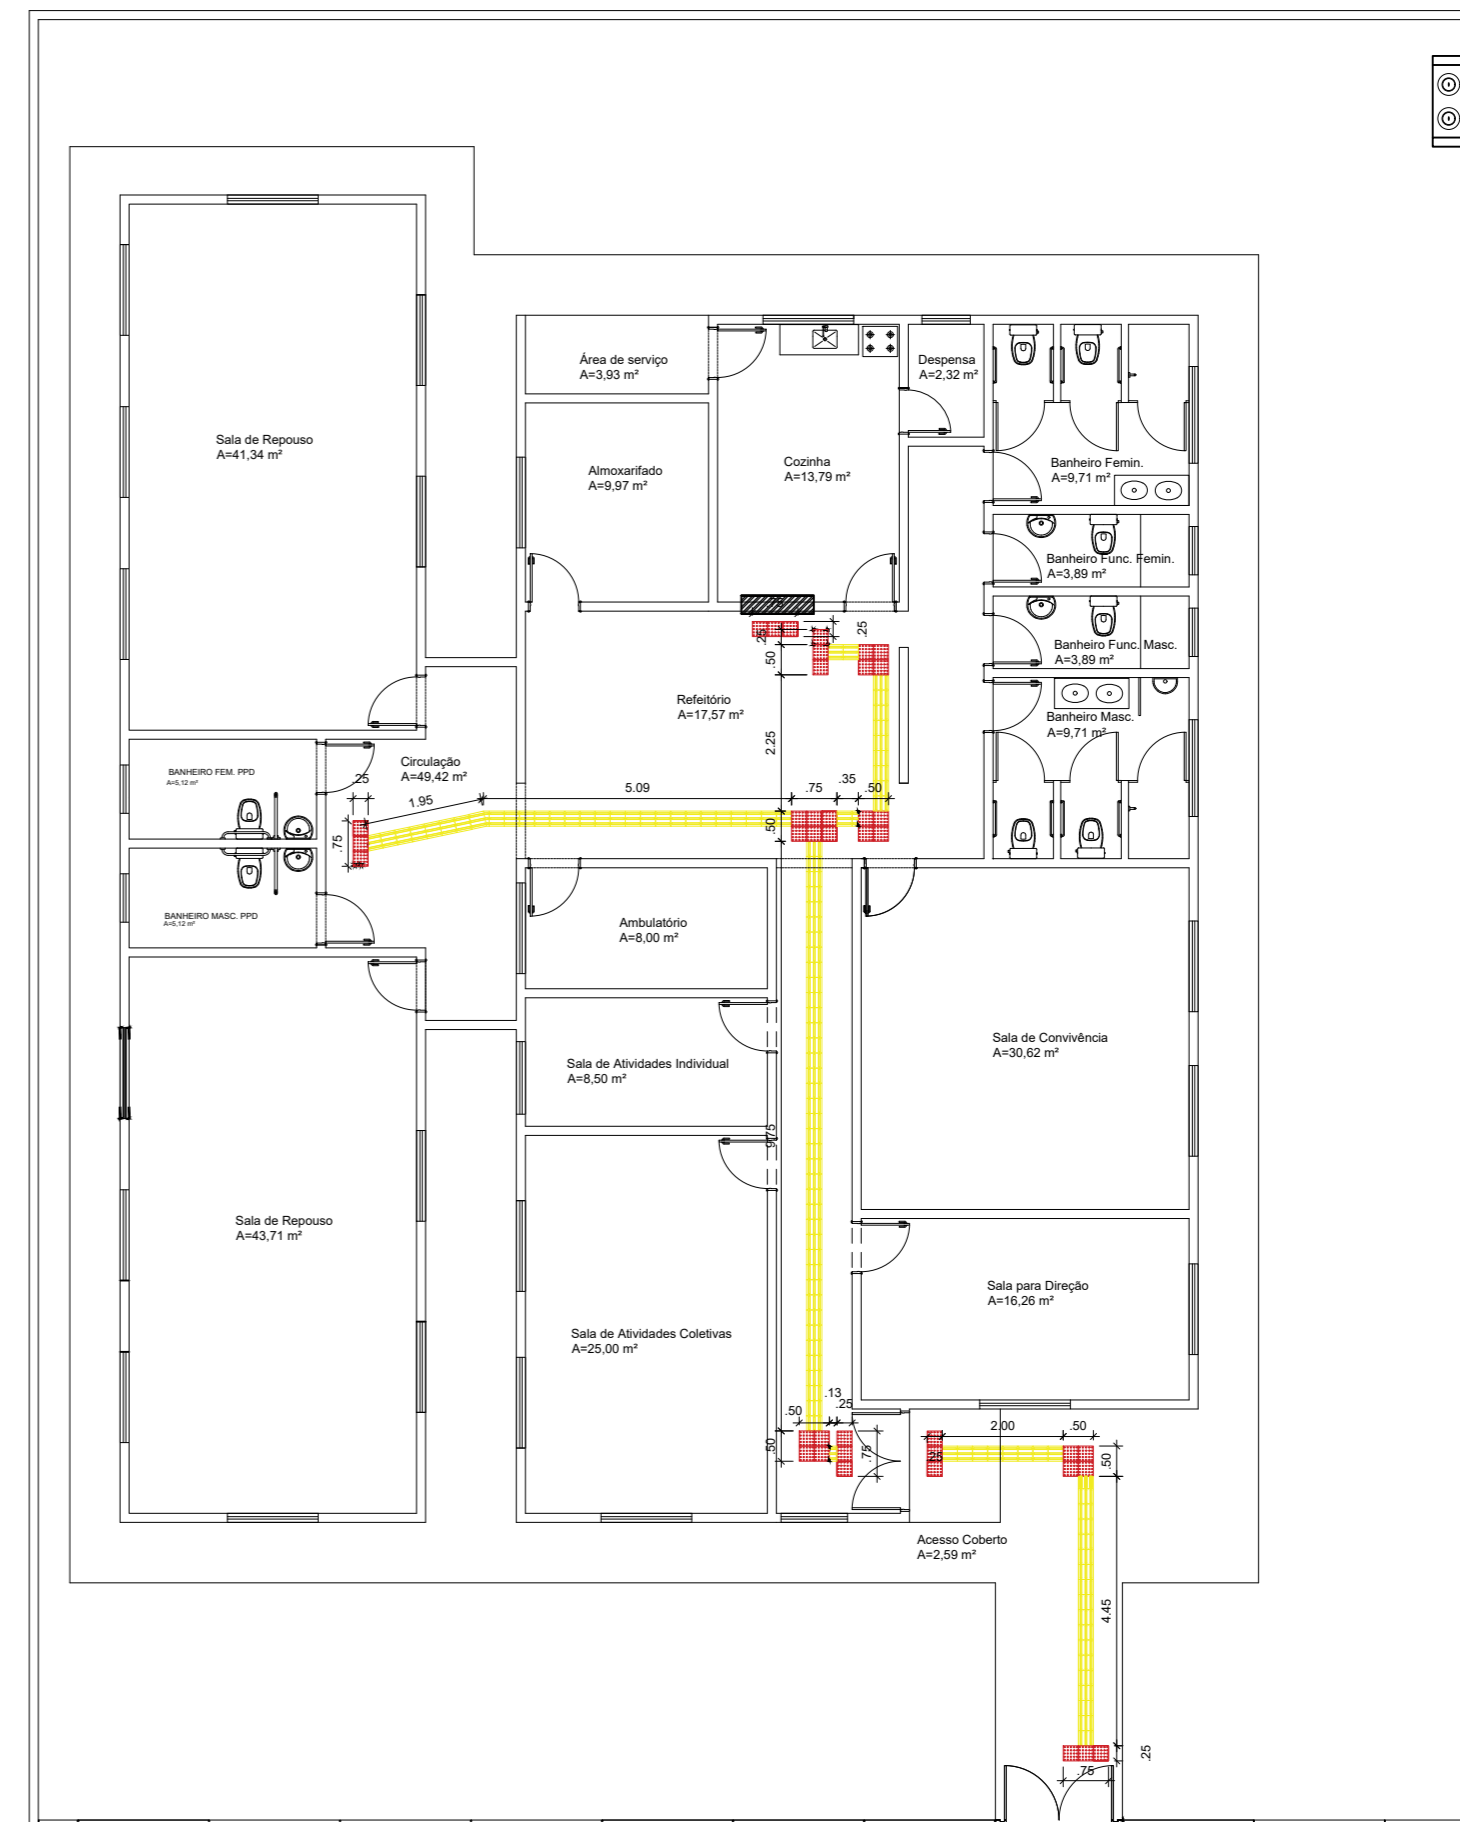 Área de serviço
A=3,93 m²
Despensa
A=2,32 m²
Sala de Repouso
A=41,34 m²
Almoxarifado
A=9,97 m²
Cozinha
A=13,79 m²
Banheiro Femin.
A=9,71 m²
Banheiro Func. Femin.
A=3,89 m²
Banheiro Func. Masc.
A=3,89 m²
.25
.25
.50
Refeitório
A=17,57 m²
Banheiro Masc.
A=9,71 m²
2.25
Circulação
A=49,42 m²
BANHEIRO FEM. PPD
A=5,12 m²
.25
1.95
5.09
.75
.35
.50
.50
.75
BANHEIRO MASC. PPD
A=5,12 m²
Ambulatório
A=8,00 m²
Sala de Convivência
A=30,62 m²
Sala de Atividades Individual
A=8,50 m²
9.75
Sala de Repouso
A=43,71 m²
Sala para Direção
A=16,26 m²
Sala de Atividades Coletivas
A=25,00 m²
.13
.25
.50
.50
.75
2.00
.50
.25
.50
Acesso Coberto
A=2,59 m²
4.45
.25
.75